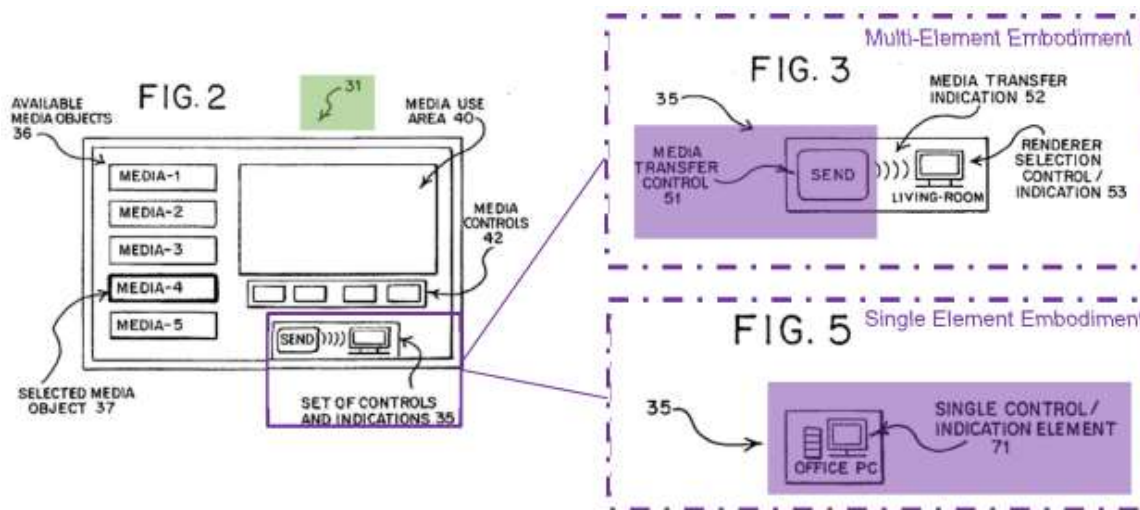 FIG. 2
31
AVAILABLE
MEDIA OBJECTS
36
MEDIA USE
AREA 40
MEDIA-1
MEDIA-2
MEDIA-3
MEDIA-4
MEDIA-5
MEDIA
CONTROLS
42
SEND
SELECTED MEDIA
OBJECT 37
SET OF CONTROLS
AND INDICATIONS 35
Multi-Element Embodiment
FIG. 3
35
MEDIA TRANSFER
INDICATION 52
MEDIA
TRANSFER
CONTROL
51
SEND
LIVING-ROOM
RENDERER
SELECTION
CONTROL/
INDICATION 53
FIG. 5
Single Element Embodiment
35
SINGLE CONTROL/
INDICATION ELEMENT
71
OFFICE PC